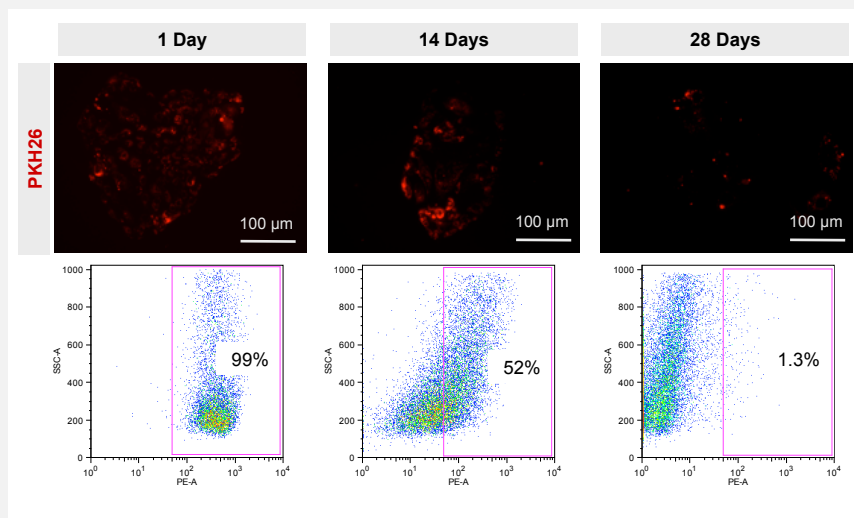 1 Day 14 Days 28 Days
PKH26
100 µm 100 µm 100 µm
1000 1000 1000
800 800 800
600 600 600
400 400 400
200 200 200
0 0 0
SSC-A SSC-A SSC-A
99% 52% 1.3%
10⁰ 10¹ 10² 10³ 10⁴ 10⁰ 10¹ 10² 10³ 10⁴ 10⁰ 10¹ 10² 10³ 10⁴
PE-A PE-A PE-A